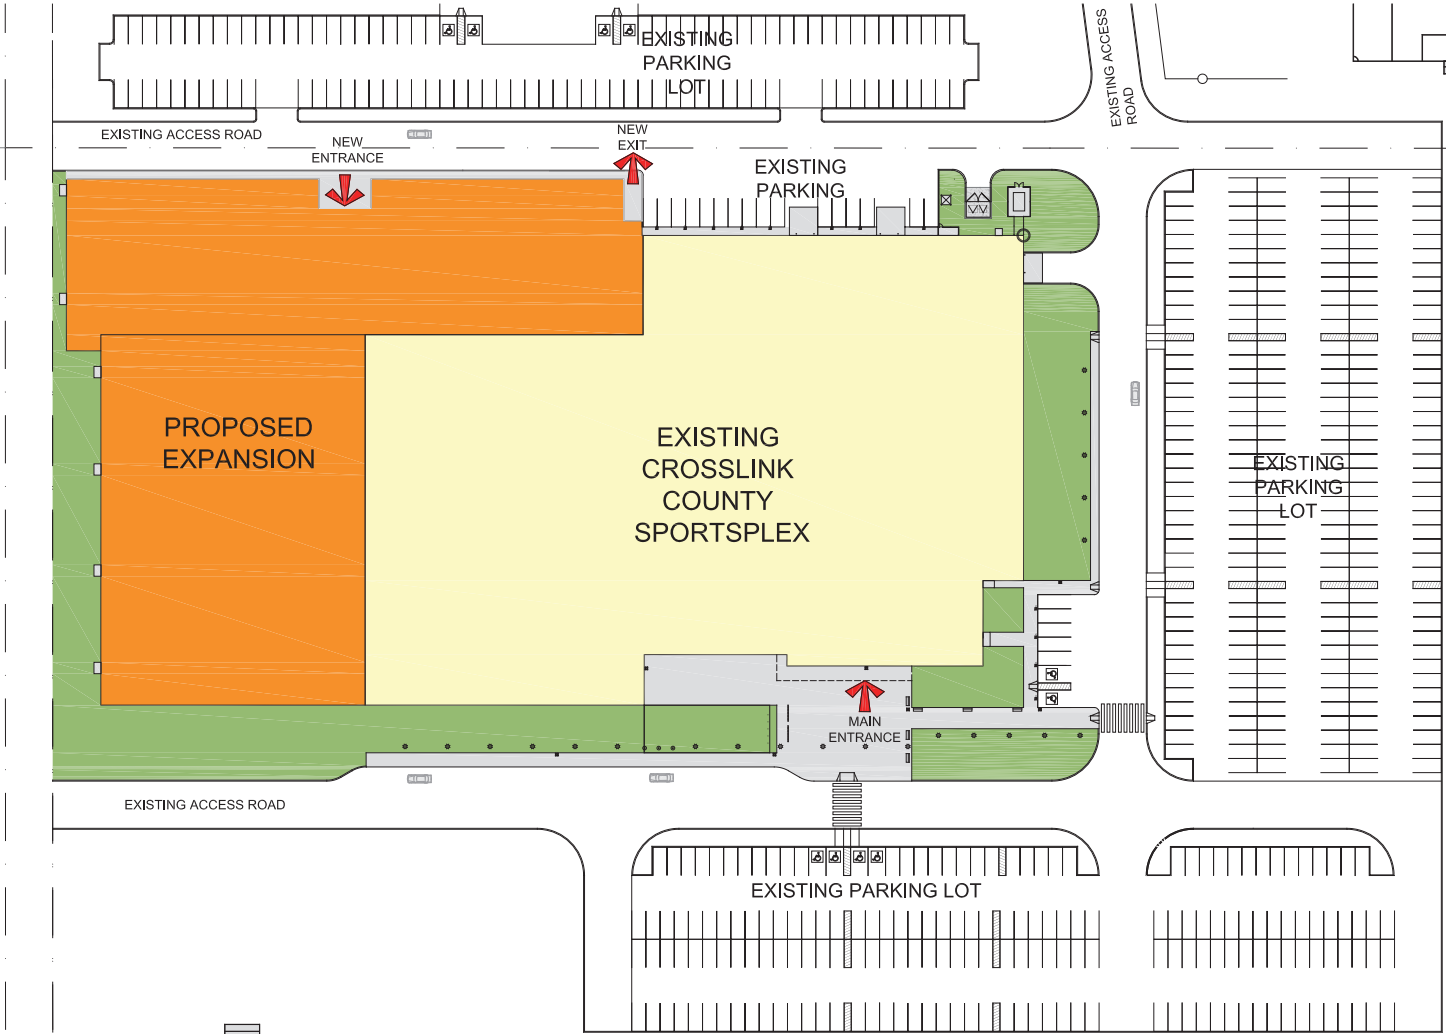 EXISTING
PARKING
LOT
EXISTING ACCESS
ROAD
E
EXISTING ACCESS ROAD
NEW
ENTRANCE
NEW
EXIT
EXISTING
PARKING
PROPOSED
EXPANSION
EXISTING
CROSSLINK
COUNTY
SPORTSPLEX
EXISTING
PARKING
LOT
MAIN
ENTRANCE
EXISTING ACCESS ROAD
EXISTING PARKING LOT